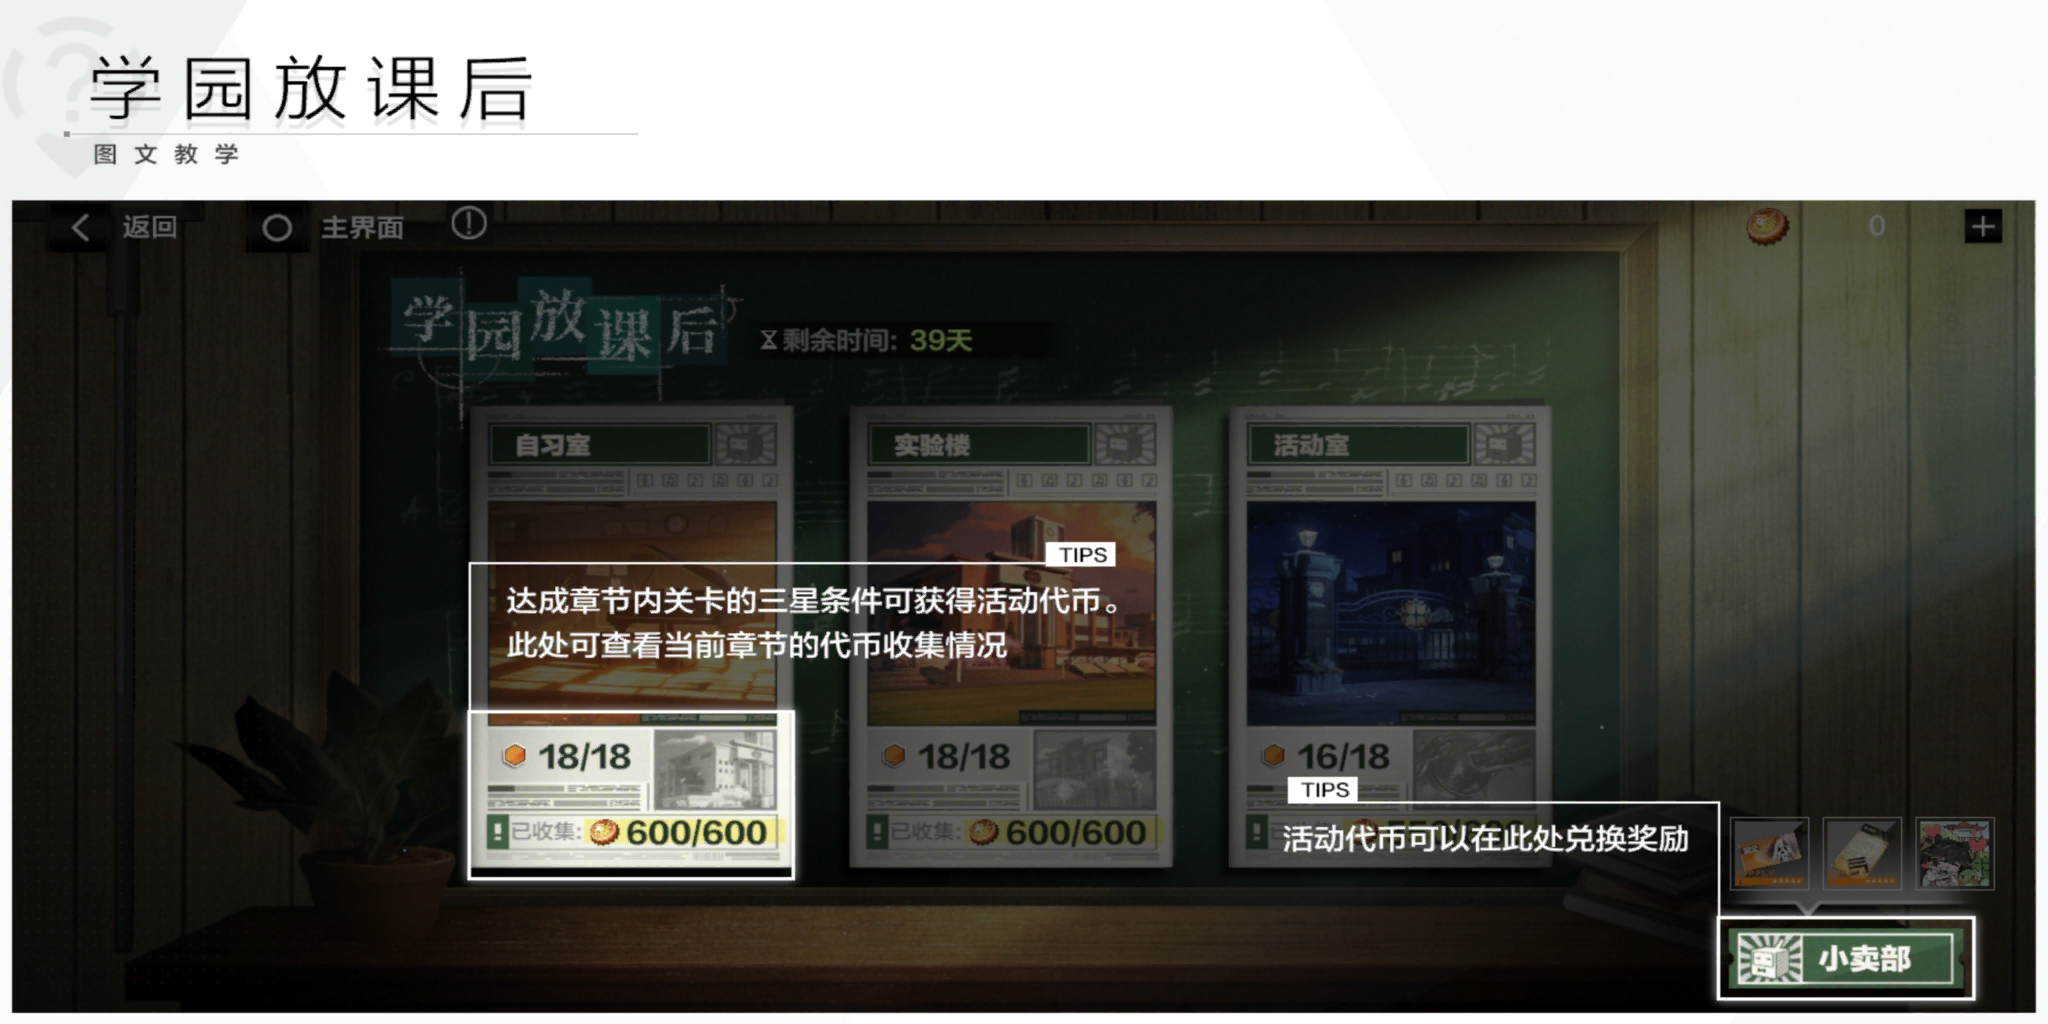 学园放课后
图文教学
返回
主界面
0
学园放课后
剩余时间: 39天
自习室
实验楼
活动室
TIPS
达成章节内关卡的三星条件可获得活动代币。
此处可查看当前章节的代币收集情况
18/18
18/18
16/18
TIPS
已收集: 600/600
已收集: 600/600
活动代币可以在此处兑换奖励
小卖部